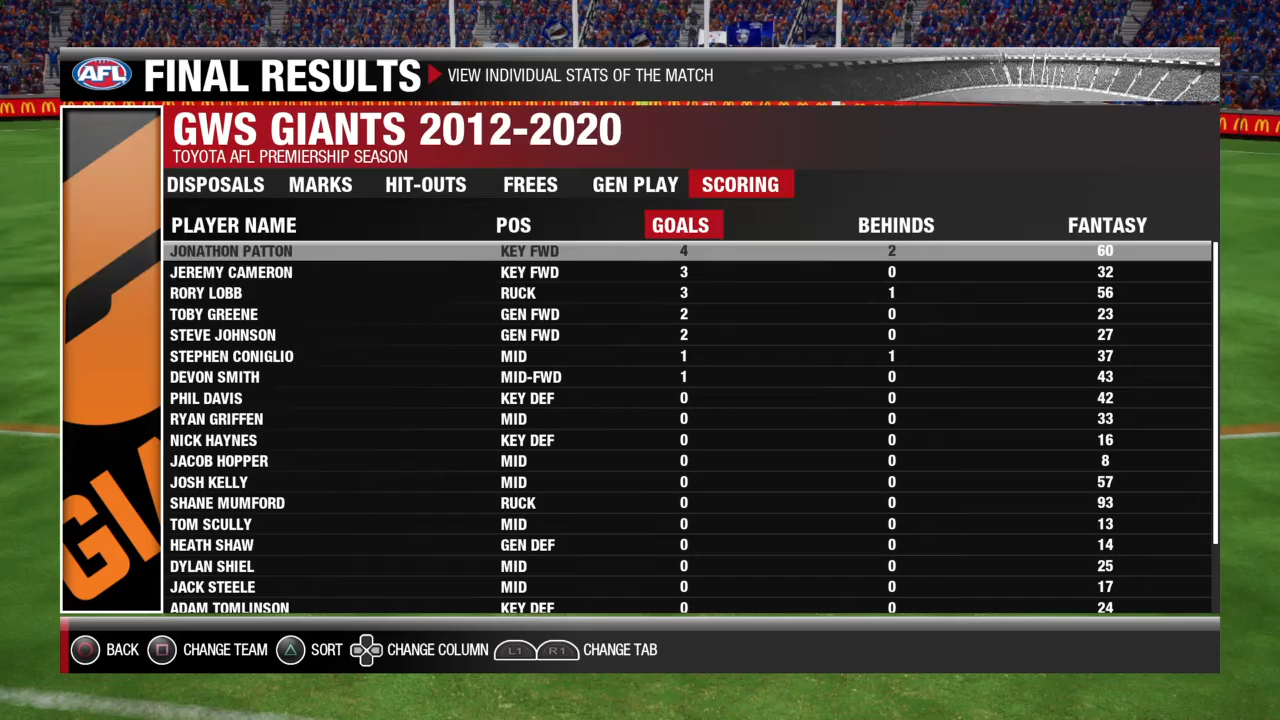 AFL FINAL RESULTS VIEW INDIVIDUAL STATS OF THE MATCH
GWS GIANTS 2012-2020
TOYOTA AFL PREMIERSHIP SEASON
DISPOSALS MARKS HIT-OUTS FREES GEN PLAY SCORING
PLAYER NAME POS GOALS BEHINDS FANTASY
JONATHON PATTON KEY FWD 4 2 60
JEREMY CAMERON KEY FWD 3 0 32
RORY LOBB RUCK 3 1 56
TOBY GREENE GEN FWD 2 0 23
STEVE JOHNSON GEN FWD 2 0 27
STEPHEN CONIGLIO MID 1 1 37
DEVON SMITH MID-FWD 1 0 43
PHIL DAVIS KEY DEF 0 0 42
RYAN GRIFFEN MID 0 0 33
NICK HAYNES KEY DEF 0 0 16
JACOB HOPPER MID 0 0 8
JOSH KELLY MID 0 0 57
SHANE MUMFORD RUCK 0 0 93
TOM SCULLY MID 0 0 13
HEATH SHAW GEN DEF 0 0 14
DYLAN SHIEL MID 0 0 25
JACK STEELE MID 0 0 17
ADAM TOMLINSON KEY DEF 0 0 24
GIA
BACK CHANGE TEAM SORT CHANGE COLUMN L1 R1 CHANGE TAB